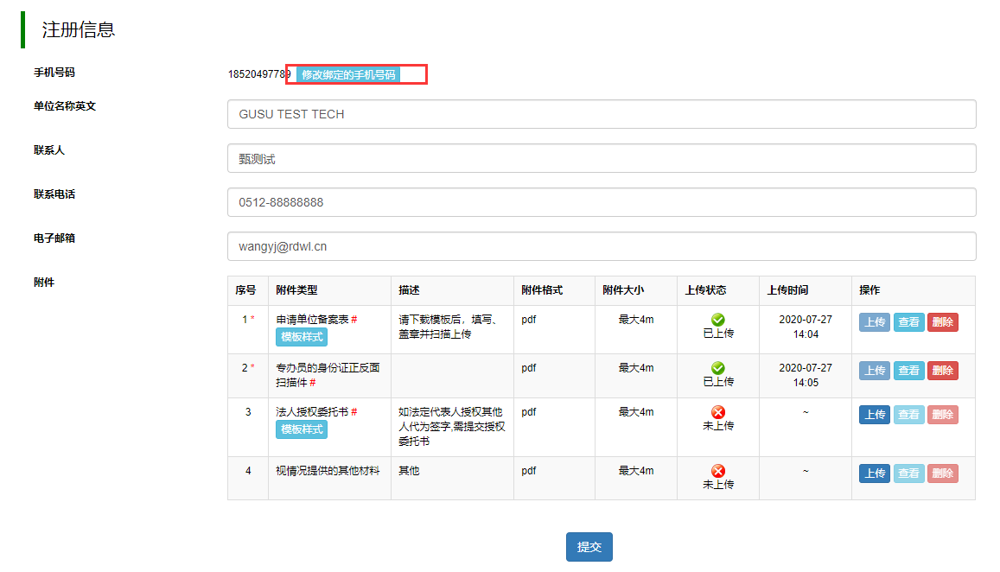 注册信息
手机号码
18520497789 修改绑定的手机号码
单位名称英文
GUSU TEST TECH
联系人
甄测试
联系电话
0512-88888888
电子邮箱
wangyj@rdwl.cn
附件
序号 附件类型 描述 附件格式 附件大小 上传状态 上传时间 操作
1 * 申请单位备案表 # 请下载模板后，填写、 pdf 最大4m 2020-07-27 上传 查看 删除
模板样式 盖章并扫描上传 已上传 14:04
2 * 专办员的身份证正反面 pdf 最大4m 2020-07-27 上传 查看 删除
扫描件 # 已上传 14:05
3 法人授权委托书 # 如法定代表人授权其他 pdf 最大4m ~ 上传 查看 删除
模板样式 人代为签字,需提交授权 未上传
委托书
4 视情况提供的其他材料 其他 pdf 最大4m ~ 上传 查看 删除
未上传
提交